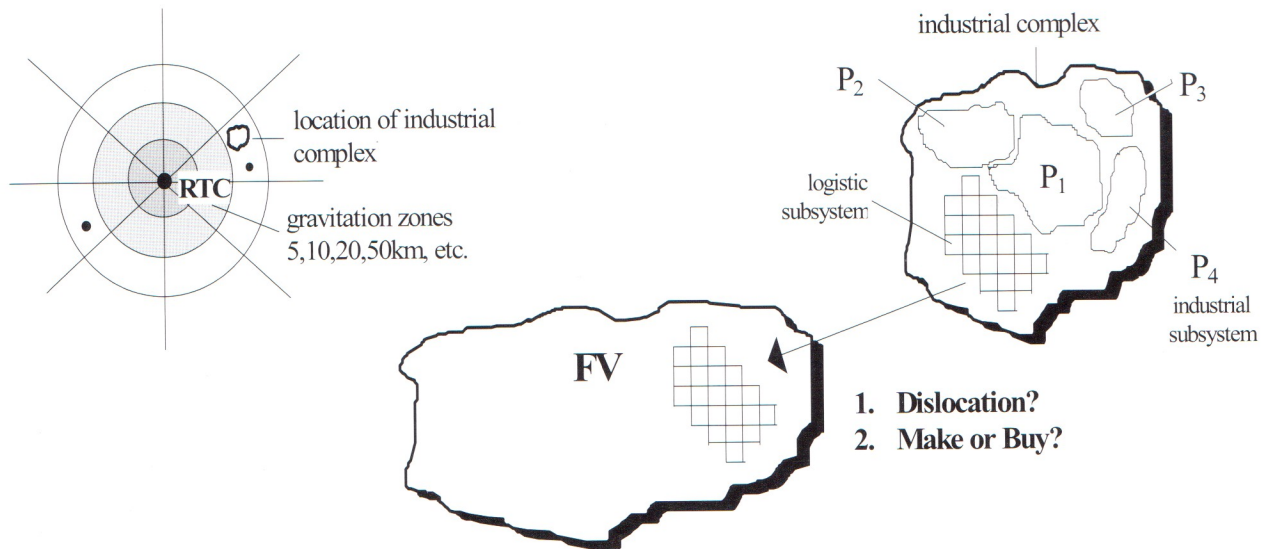 location of industrial
complex
RTC
gravitation zones
5,10,20,50km, etc.
industrial complex
P₂
P₃
P₁
logistic
subsystem
P₄
industrial
subsystem
FV
1. Dislocation?
2. Make or Buy?